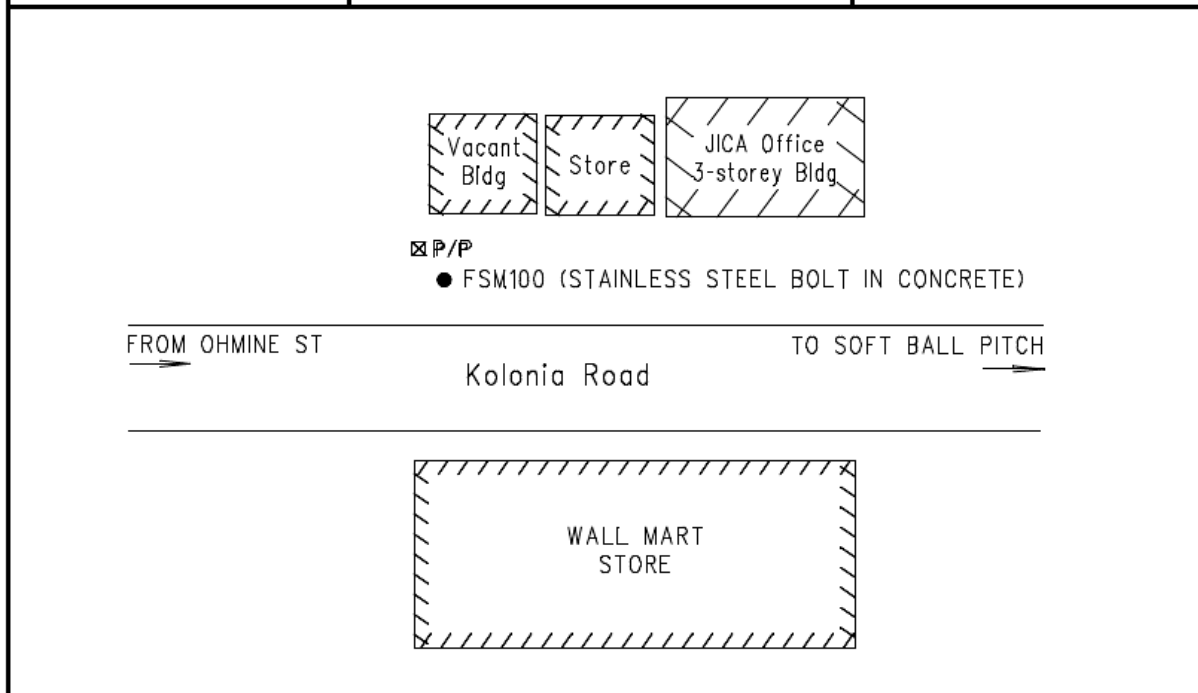 Vacant
Bldg
Store
JICA Office
3-storey Bldg
P/P
FSM100 (STAINLESS STEEL BOLT IN CONCRETE)
FROM OHMINE ST
TO SOFT BALL PITCH
Kolonia Road
WALL MART
STORE